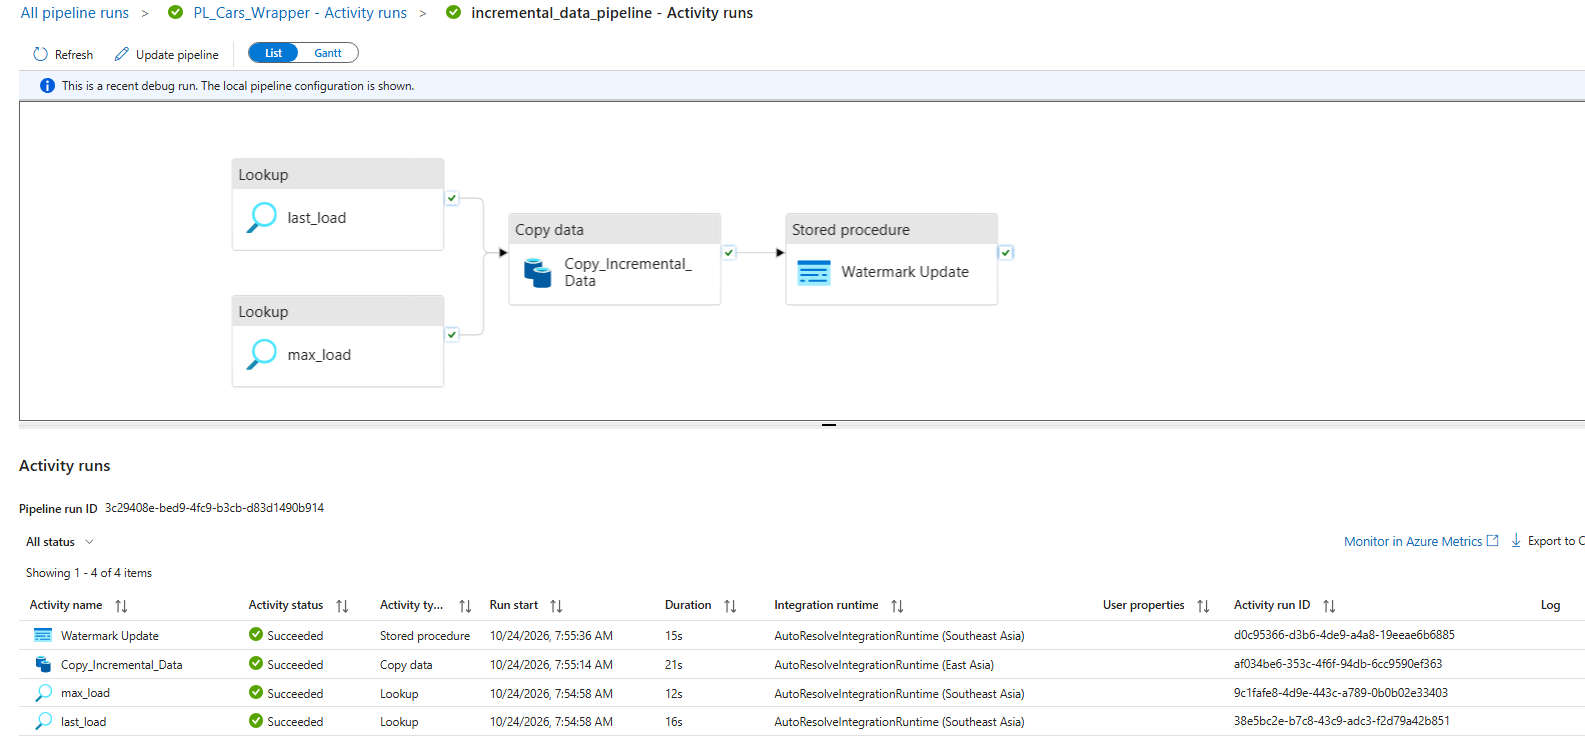 All pipeline runs > PL_Cars_Wrapper - Activity runs > incremental_data_pipeline - Activity runs
Refresh Update pipeline List Gantt
This is a recent debug run. The local pipeline configuration is shown.
Lookup
last_load
Lookup
max_load
Copy data
Copy_Incremental_
Data
Stored procedure
Watermark Update
Activity runs
Pipeline run ID 3c29408e-bed9-4fc9-b3cb-d83d1490b914
All status Monitor in Azure Metrics Export to C
Showing 1 - 4 of 4 items
Activity name Activity status Activity ty... Run start Duration Integration runtime User properties Activity run ID Log
Watermark Update Succeeded Stored procedure 10/24/2026, 7:55:36 AM 15s AutoResolveIntegrationRuntime (Southeast Asia) d0c95366-d3b6-4de9-a4a8-19eeae6b6885
Copy_Incremental_Data Succeeded Copy data 10/24/2026, 7:55:14 AM 21s AutoResolveIntegrationRuntime (East Asia) af034be6-353c-4f6f-94db-6cc9590ef363
max_load Succeeded Lookup 10/24/2026, 7:54:58 AM 12s AutoResolveIntegrationRuntime (Southeast Asia) 9c1fafe8-4d9e-443c-a789-0b0b02e33403
last_load Succeeded Lookup 10/24/2026, 7:54:58 AM 16s AutoResolveIntegrationRuntime (Southeast Asia) 38e5bc2e-b7c8-43c9-adc3-f2d79a42b851